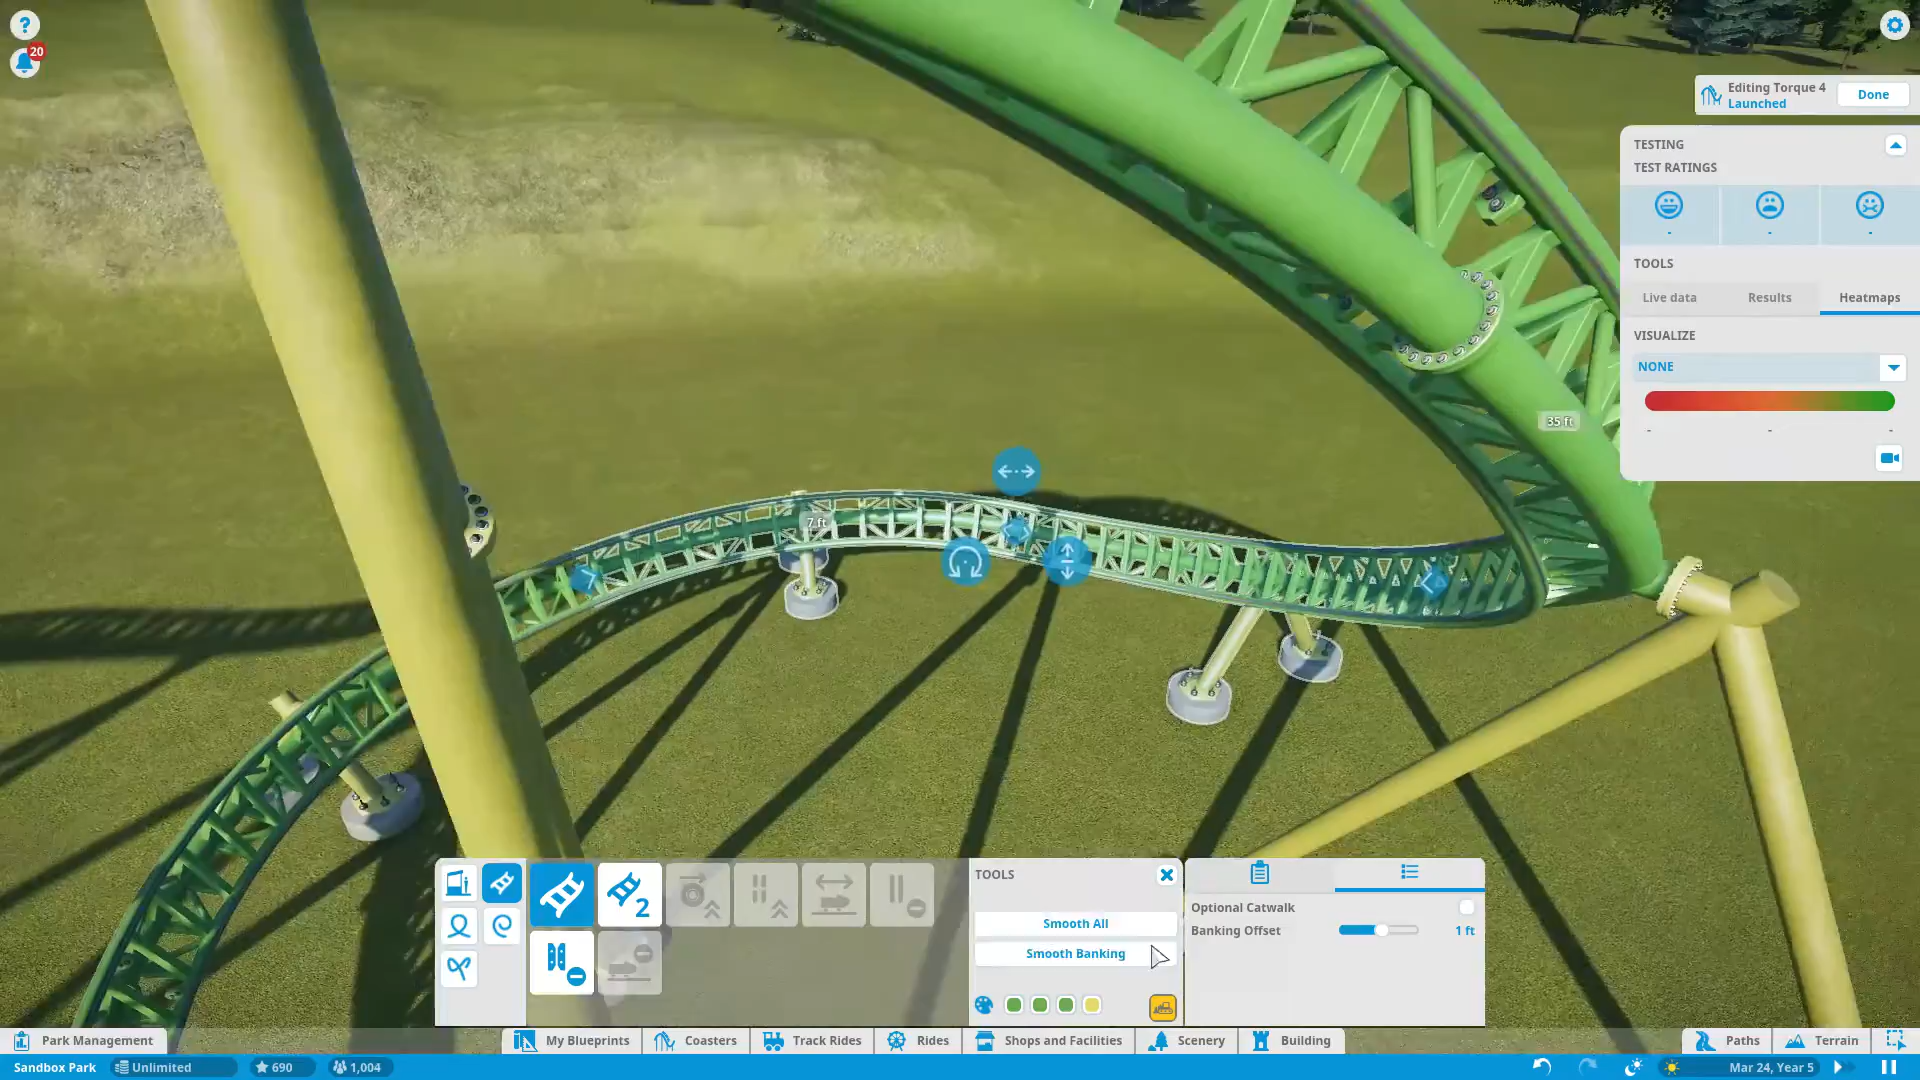 ?
20
Editing Torque 4
Launched
Done
TESTING
TEST RATINGS
-
-
-
TOOLS
Live data
Results
Heatmaps
VISUALIZE
NONE
-
-
-
35 ft
7 ft
2
TOOLS
Smooth All
Smooth Banking
Optional Catwalk
Banking Offset
1 ft
Park Management
My Blueprints
Coasters
Track Rides
Rides
Shops and Facilities
Scenery
Building
Paths
Terrain
Sandbox Park
Unlimited
690
1,004
Mar 24, Year 5